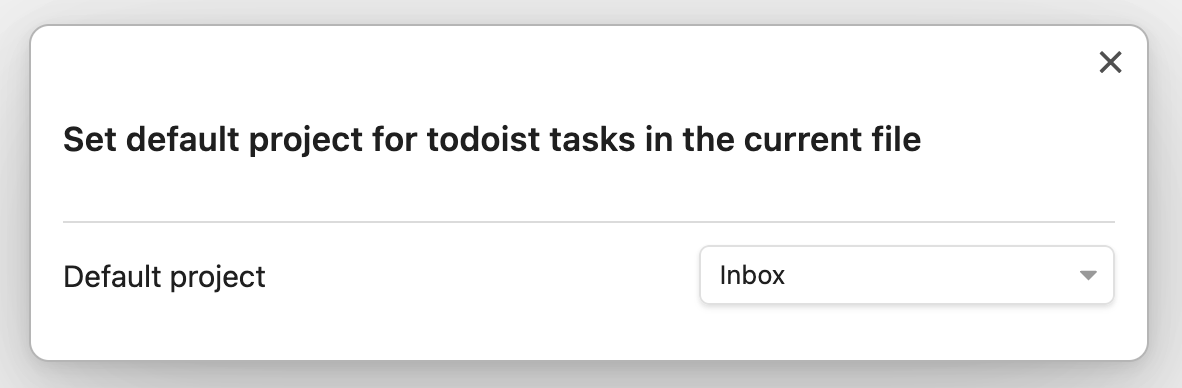 Set default project for todoist tasks in the current file
Default project
Inbox